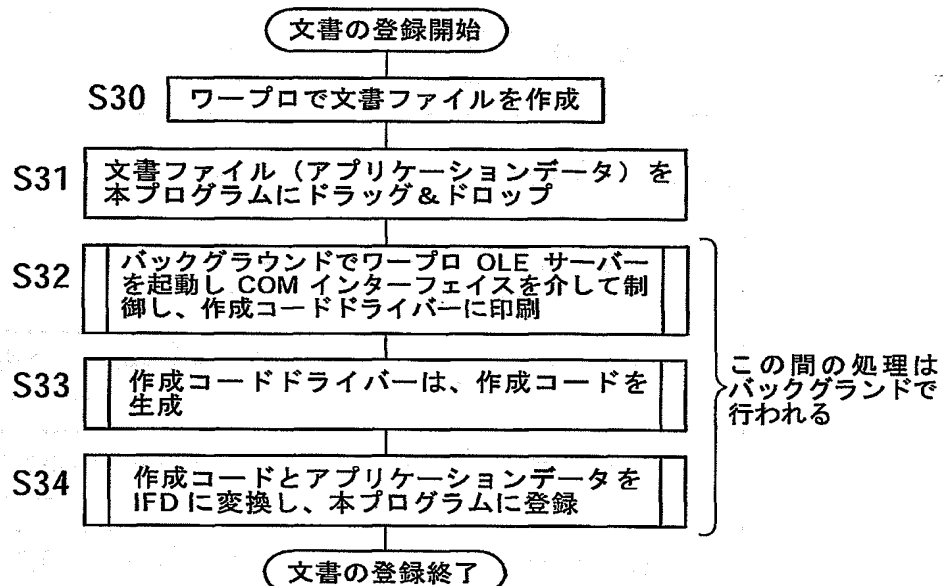 文書の登録開始
S30
ワープロで文書ファイルを作成
S31
文書ファイル（アプリケーションデータ）を
本プログラムにドラッグ＆ドロップ
S32
バックグラウンドでワープロ OLE サーバー
を起動し COM インターフェイスを介して制
御し、作成コードドライバーに印刷
S33
作成コードドライバーは、作成コードを
生成
S34
作成コードとアプリケーションデータを
IFD に変換し、本プログラムに登録
この間の処理は
バックグランドで
行われる
文書の登録終了